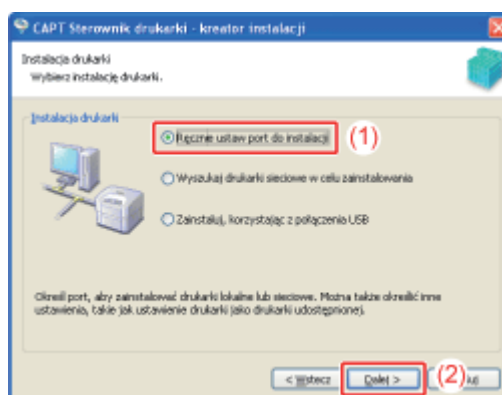 CAPT Sterownik drukarki - kreator instalacji
Instalacja drukarki
Wybierz instalację drukarki.
Instalacja drukarki
Ręcznie ustaw port do instalacji
(1)
Wyszukaj drukarki sieciowe w celu zainstalowania
Zainstaluj, korzystając z połączenia USB
Określ port, aby zainstalować drukarki lokalne lub sieciowe. Można także określić inne
ustawienia, takie jak ustawienie drukarki jako drukarki udostępnionej.
< Wstecz
Dalej >
(2)